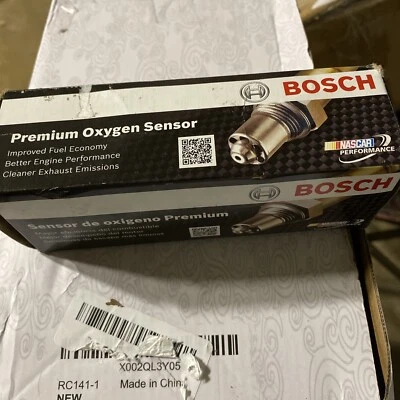 BOSCH
Premium Oxygen Sensor
Improved Fuel Economy
Better Engine Performance
Cleaner Exhaust Emissions
NASCAR
PERFORMANCE
BOSCH
Sensor de oxígeno Premium
X002QL3Y05
RC141-1
Made in China
NEW